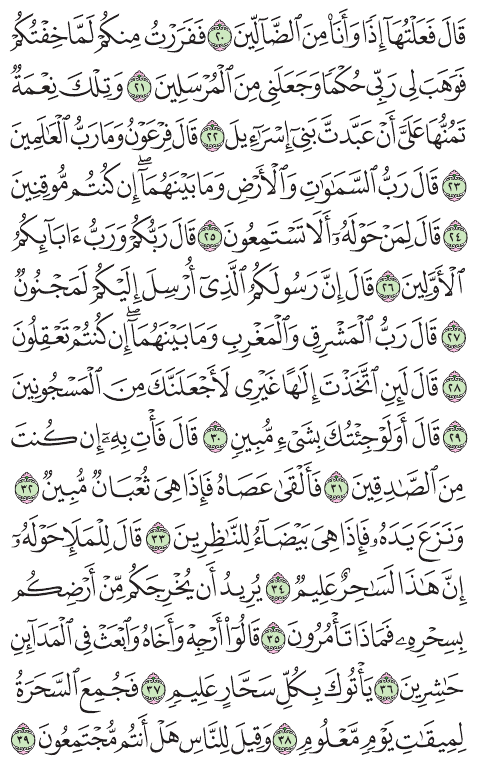 قَالَ فَعَلْتُهَآ إِذًا وَأَنَا۠ مِنَ ٱلضَّآلِّينَ ٢٠ فَفَرَرْتُ مِنكُمْ لَمَّا خِفْتُكُمْ
فَوَهَبَ لِى رَبِّى حُكْمًا وَجَعَلَنِى مِنَ ٱلْمُرْسَلِينَ ٢١ وَتِلْكَ نِعْمَةٌ
تَمُنُّهَا عَلَىَّ أَنْ عَبَّدتَّ بَنِىٓ إِسْرَٰٓءِيلَ ٢٢ قَالَ فِرْعَوْنُ وَمَا رَبُّ ٱلْعَٰلَمِينَ
٢٣ قَالَ رَبُّ ٱلسَّمَٰوَٰتِ وَٱلْأَرْضِ وَمَا بَيْنَهُمَآ ۖ إِن كُنتُم مُّوقِنِينَ
٢٤ قَالَ لِمَنْ حَوْلَهُۥٓ أَلَا تَسْتَمِعُونَ ٢٥ قَالَ رَبُّكُمْ وَرَبُّ ءَابَآئِكُمُ
ٱلْأَوَّلِينَ ٢٦ قَالَ إِنَّ رَسُولَكُمُ ٱلَّذِىٓ أُرْسِلَ إِلَيْكُمْ لَمَجْنُونٌ
٢٧ قَالَ رَبُّ ٱلْمَشْرِقِ وَٱلْمَغْرِبِ وَمَا بَيْنَهُمَآ ۖ إِن كُنتُمْ تَعْقِلُونَ
٢٨ قَالَ لَئِنِ ٱتَّخَذْتَ إِلَٰهًا غَيْرِى لَأَجْعَلَنَّكَ مِنَ ٱلْمَسْجُونِينَ
٢٩ قَالَ أَوَلَوْ جِئْتُكَ بِشَىْءٍ مُّبِينٍ ٣٠ قَالَ فَأْتِ بِهِۦٓ إِن كُنتَ
مِنَ ٱلصَّٰدِقِينَ ٣١ فَأَلْقَىٰ عَصَاهُ فَإِذَا هِىَ ثُعْبَانٌ مُّبِينٌ ٣٢
وَنَزَعَ يَدَهُۥ فَإِذَا هِىَ بَيْضَآءُ لِلنَّٰظِرِينَ ٣٣ قَالَ لِلْمَلَإِ حَوْلَهُۥٓ
إِنَّ هَٰذَا لَسَٰحِرٌ عَلِيمٌ ٣٤ يُرِيدُ أَن يُخْرِجَكُم مِّنْ أَرْضِكُم
بِسِحْرِهِۦ فَمَاذَا تَأْمُرُونَ ٣٥ قَالُوٓا۟ أَرْجِهْ وَأَخَاهُ وَٱبْعَثْ فِى ٱلْمَدَآئِنِ
حَٰشِرِينَ ٣٦ يَأْتُوكَ بِكُلِّ سَحَّارٍ عَلِيمٍ ٣٧ فَجُمِعَ ٱلسَّحَرَةُ
لِمِيقَٰتِ يَوْمٍ مَّعْلُومٍ ٣٨ وَقِيلَ لِلنَّاسِ هَلْ أَنتُم مُّجْتَمِعُونَ ٣٩